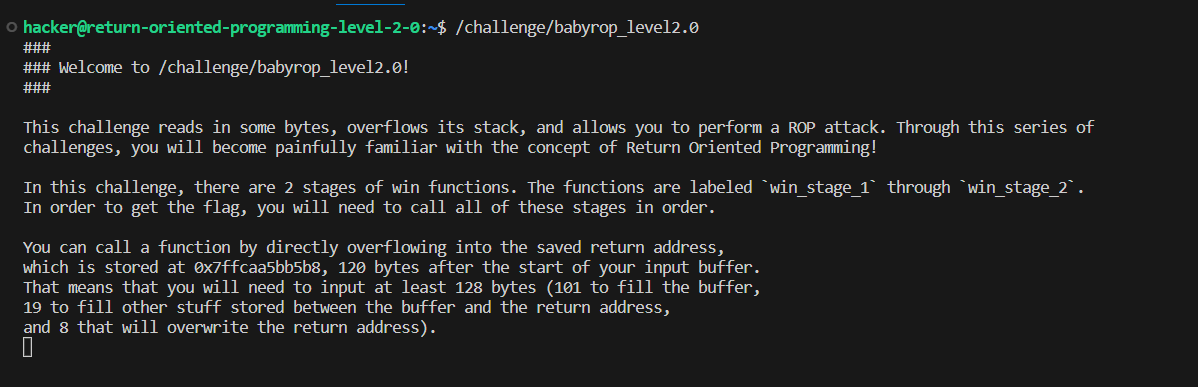 hacker@return-oriented-programming-level-2-0:~$ /challenge/babyrop_level2.0
###
### Welcome to /challenge/babyrop_level2.0!
###
This challenge reads in some bytes, overflows its stack, and allows you to perform a ROP attack. Through this series of
challenges, you will become painfully familiar with the concept of Return Oriented Programming!
In this challenge, there are 2 stages of win functions. The functions are labeled `win_stage_1` through `win_stage_2`.
In order to get the flag, you will need to call all of these stages in order.
You can call a function by directly overflowing into the saved return address,
which is stored at 0x7ffcaa5bb5b8, 120 bytes after the start of your input buffer.
That means that you will need to input at least 128 bytes (101 to fill the buffer,
19 to fill other stuff stored between the buffer and the return address,
and 8 that will overwrite the return address).